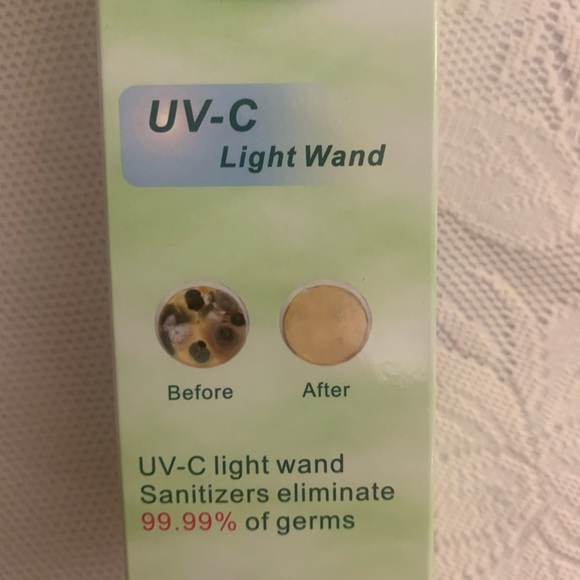 UV-C
Light Wand
Before
After
UV-C light wand
Sanitizers eliminate
99.99% of germs